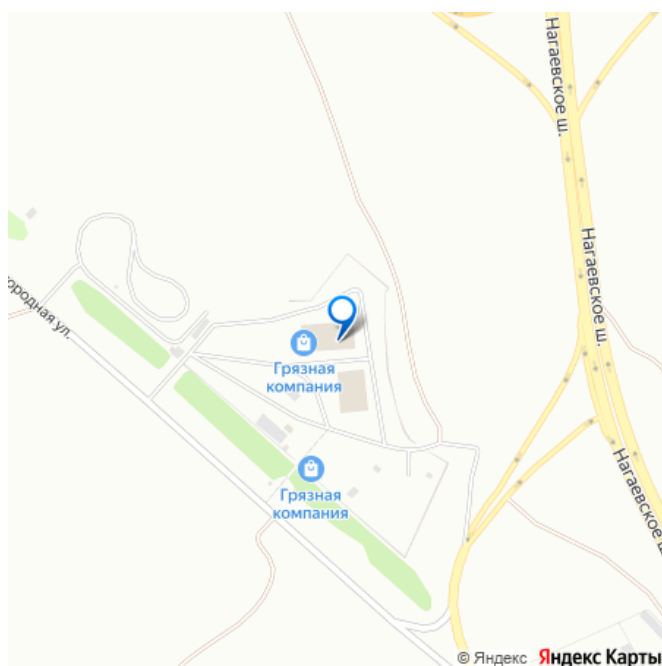 Нагаевское ш.
Нагаевское ш.
ородная ул.
Грязная
компания
Нагаевское ш
Грязная
компания
© Яндекс Яндекс Карты